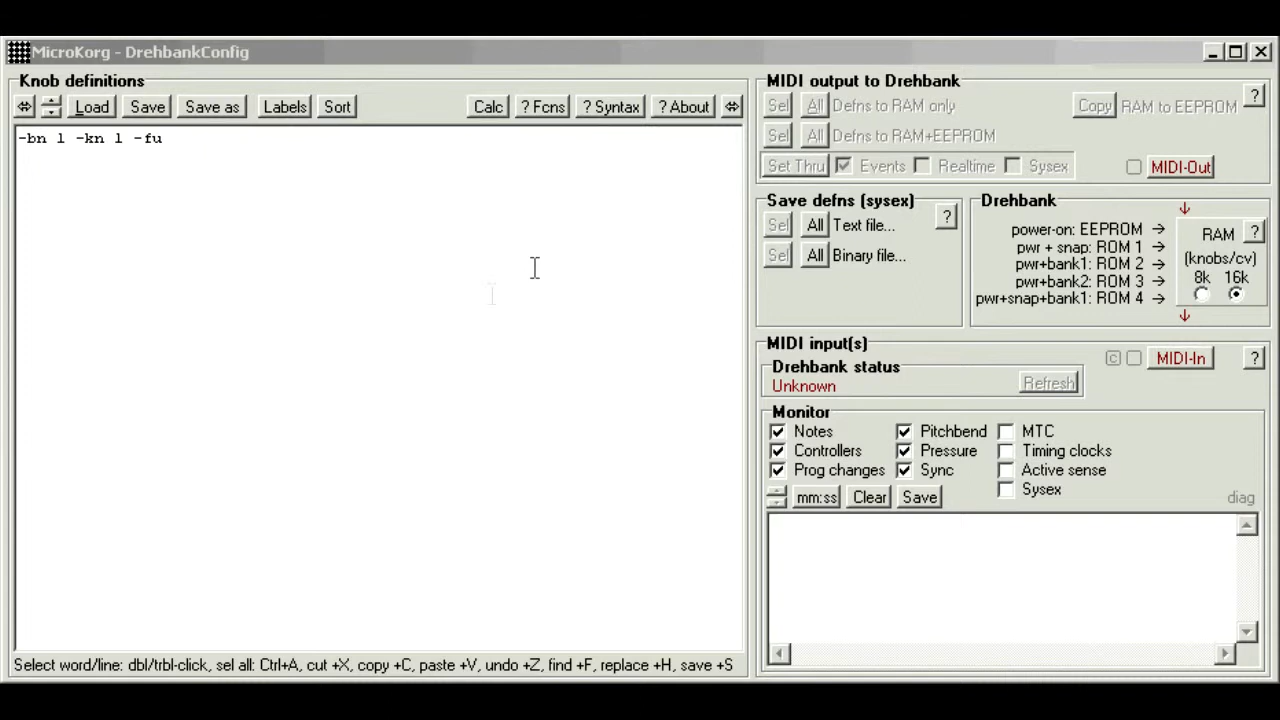 MicroKorg - DrehbankConfig
Knob definitions
Load Save Save as Labels Sort Calc ? Fcns ? Syntax ? About
-bn 1 -kn 1 -fu
Select word/line: dbl/trbl-click, sel all: Ctrl+A, cut +X, copy +C, paste +V, undo +Z, find +F, replace +H, save +S
MIDI output to Drehbank
Sel All Defns to RAM only Copy RAM to EEPROM ?
Sel All Defns to RAM+EEPROM
Set Thru Events Realtime Sysex MIDI-Out
Save defns (sysex)
Sel All Text file... ?
Sel All Binary file...
Drehbank
power-on: EEPROM
pwr + snap: ROM 1
pwr+bank1: ROM 2
pwr+bank2: ROM 3
pwr+snap+bank1: ROM 4
RAM ?
(knobs/cv)
8k 16k
MIDI input(s)
c MIDI-In ?
Drehbank status
Unknown Refresh
Monitor
Notes Pitchbend MTC
Controllers Pressure Timing clocks
Prog changes Sync Active sense
Sysex
mm:ss Clear Save diag